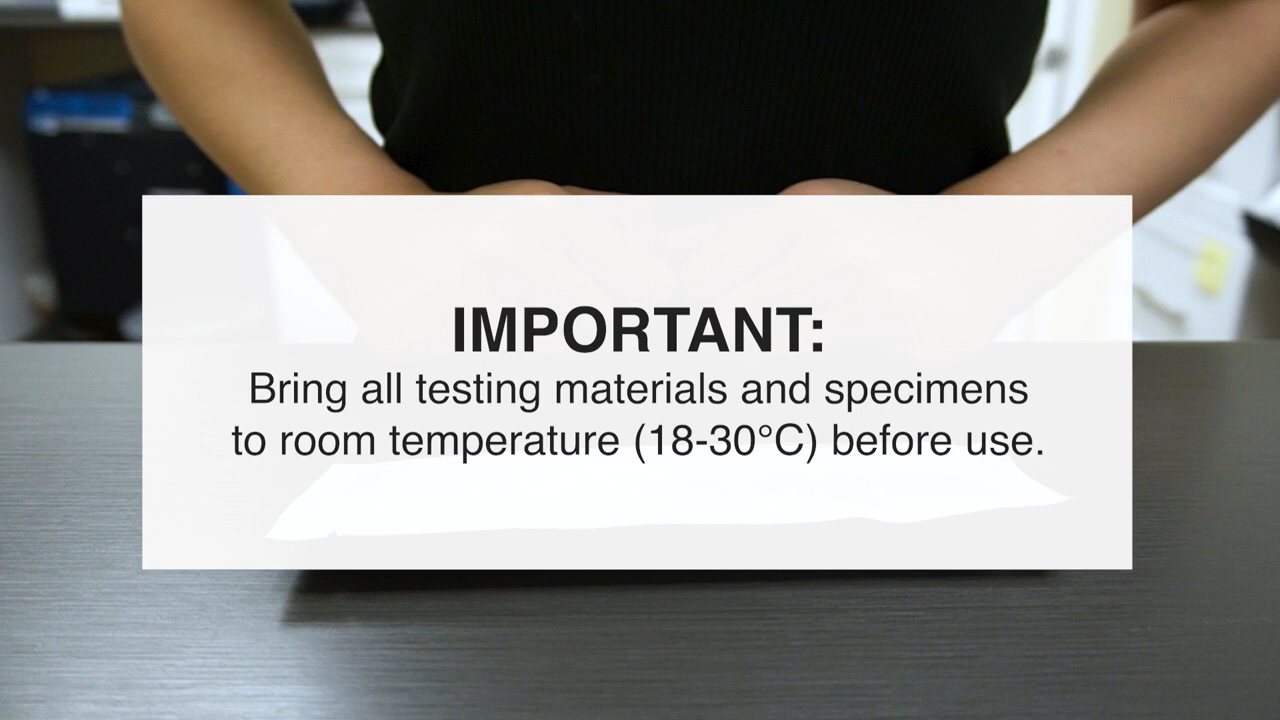 IMPORTANT:
Bring all testing materials and specimens
to room temperature (18-30°C) before use.